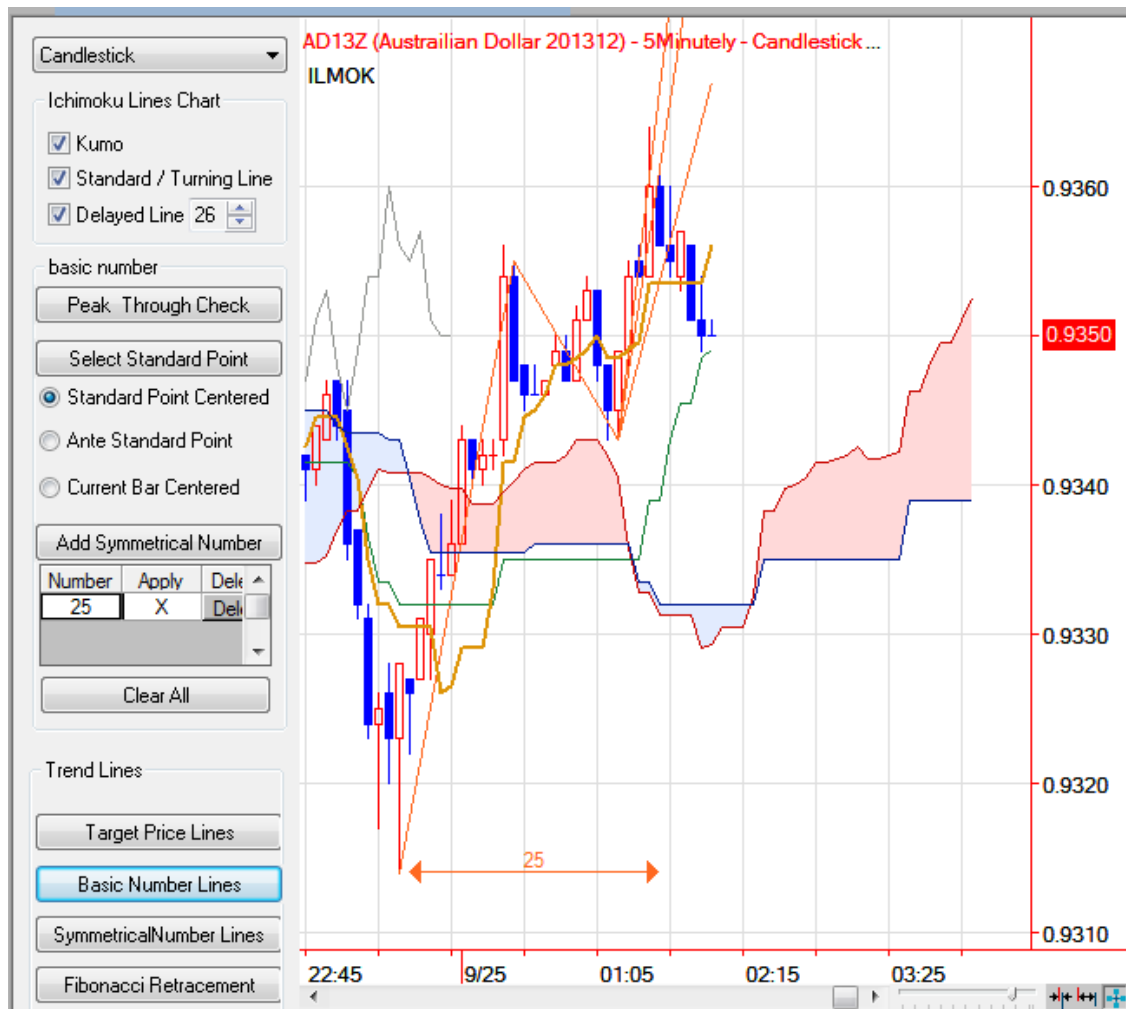 Candlestick
Ichimoku Lines Chart
Kumo
Standard / Turning Line
Delayed Line 26
basic number
Peak Through Check
Select Standard Point
Standard Point Centered
Ante Standard Point
Current Bar Centered
Add Symmetrical Number
Number Apply Dele
25 X Del
Clear All
Trend Lines
Target Price Lines
Basic Number Lines
SymmetricalNumber Lines
Fibonacci Retracement
AD13Z (Austrailian Dollar 201312) - 5Minutely - Candlestick ...
ILMOK
0.9360
0.9350
0.9340
0.9330
0.9320
0.9310
25
22:45 9/25 01:05 02:15 03:25